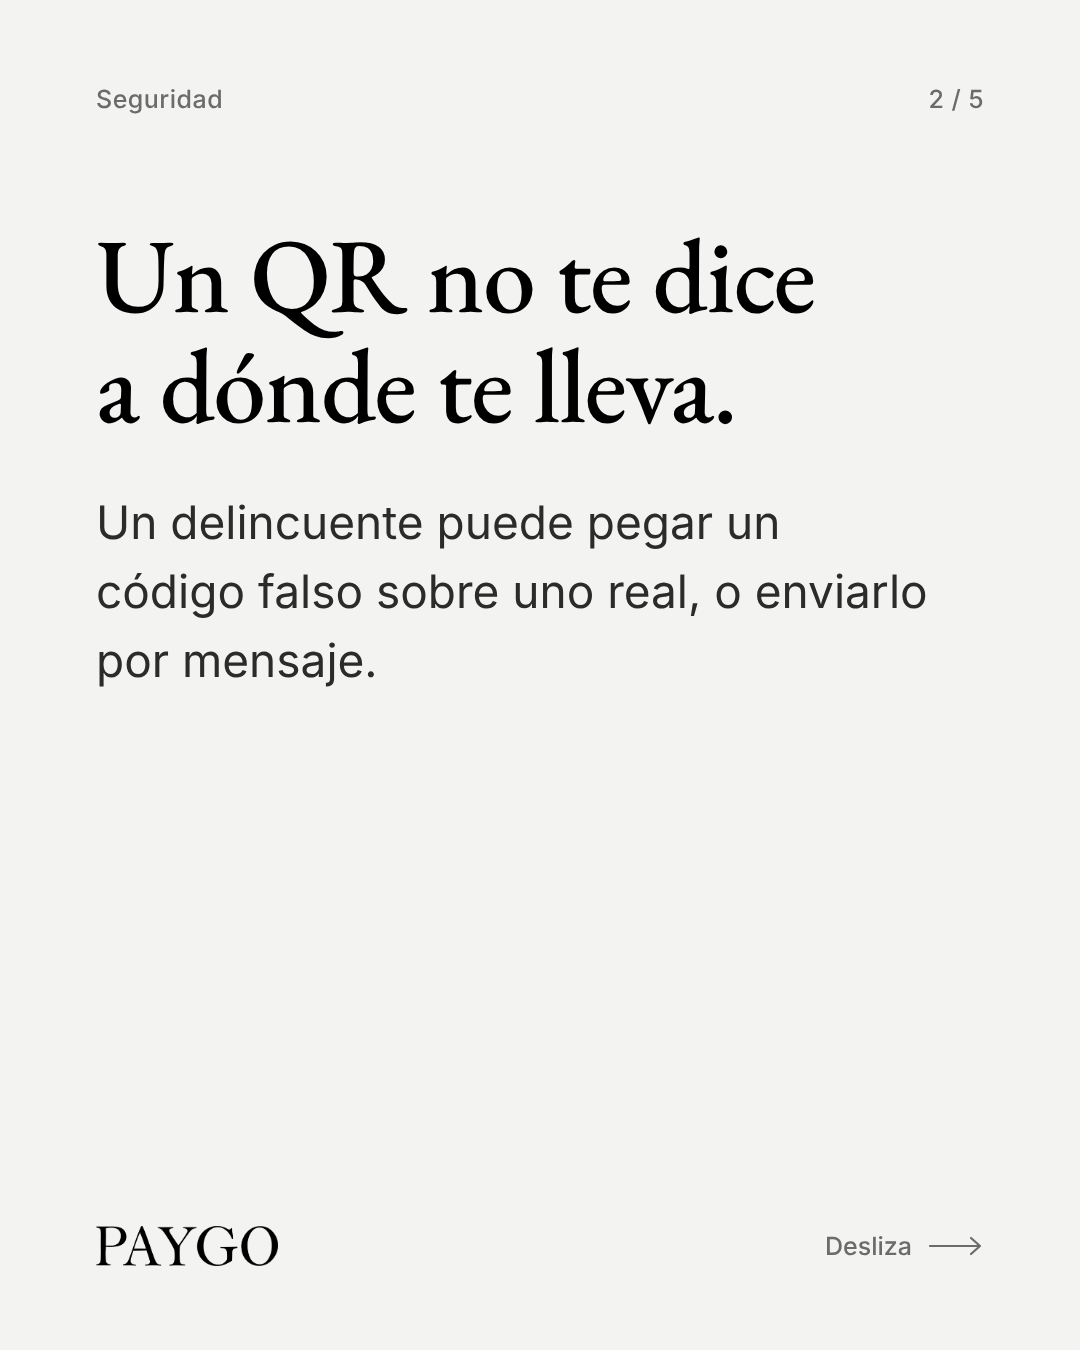 Seguridad
2 / 5
Un QR no te dice
a dónde te lleva.
Un delincuente puede pegar un
código falso sobre uno real, o enviarlo
por mensaje.
PAYGO
Desliza